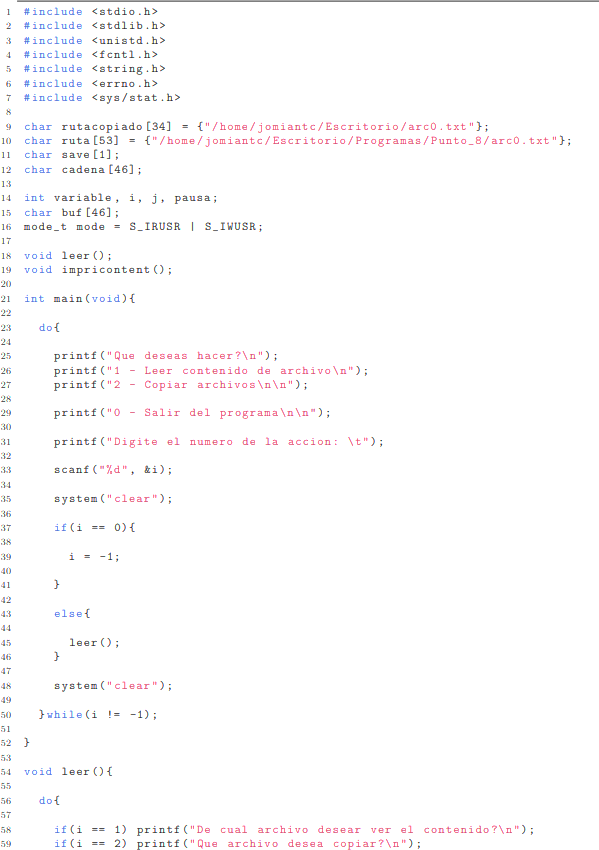 1 #include <stdio.h>
2 #include <stdlib.h>
3 #include <unistd.h>
4 #include <fcntl.h>
5 #include <string.h>
6 #include <errno.h>
7 #include <sys/stat.h>
8
9 char rutacopiado[34] = {"/home/jomiantc/Escritorio/arc0.txt"};
10 char ruta[53] = {"/home/jomiantc/Escritorio/Programas/Punto_8/arc0.txt"};
11 char save[1];
12 char cadena[46];
13
14 int variable, i, j, pausa;
15 char buf[46];
16 mode_t mode = S_IRUSR | S_IWUSR;
17
18 void leer();
19 void impricontent();
20
21 int main(void){
22
23 do{
24
25 printf("Que deseas hacer?\n");
26 printf("1 - Leer contenido de archivo\n");
27 printf("2 - Copiar archivos\n\n");
28
29 printf("0 - Salir del programa\n\n");
30
31 printf("Digite el numero de la accion: \t");
32
33 scanf("%d", &i);
34
35 system("clear");
36
37 if(i == 0){
38
39 i = -1;
40
41 }
42
43 else{
44
45 leer();
46 }
47
48 system("clear");
49
50 }while(i != -1);
51
52 }
53
54 void leer(){
55
56 do{
57
58 if(i == 1) printf("De cual archivo desear ver el contenido?\n");
59 if(i == 2) printf("Que archivo desea copiar?\n");